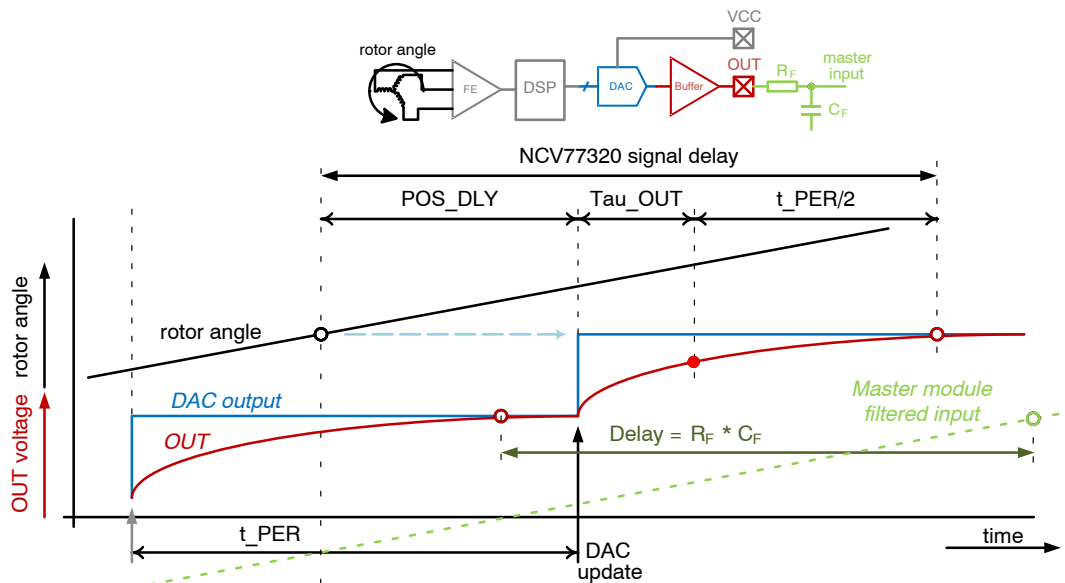 VCC
rotor angle
OUT
master
input
FE
DSP
DAC
Buffer
RF
CF
NCV77320 signal delay
POS_DLY
Tau_OUT
t_PER/2
rotor angle
rotor angle
DAC output
OUT
Master module
filtered input
Delay = RF * CF
OUT voltage
t_PER
DAC
update
time